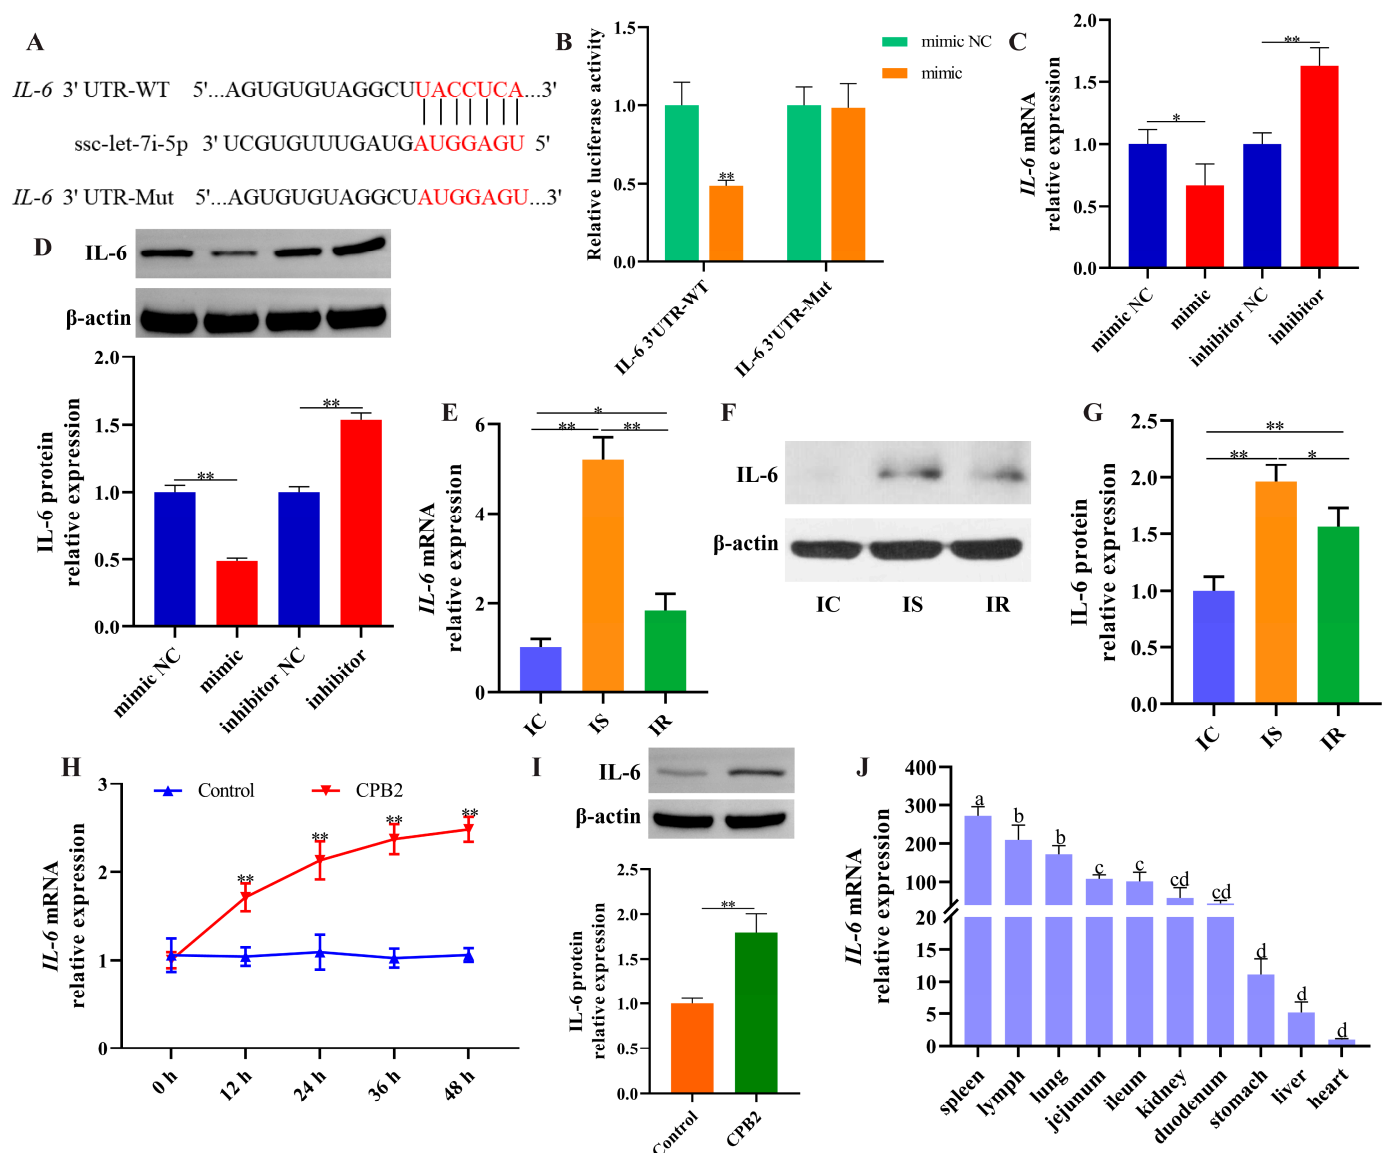 A
IL-6 3' UTR-WT 5'...AGUGUGUAGGCUUACCUCA...3'
ssc-let-7i-5p 3' UCGUGUUUGAUGAUGGAGU 5'
IL-6 3' UTR-Mut 5'...AGUGUGUAGGCUAUGGAGU...3'
B
Relative luciferase activity
1.5
1.0
0.5
0.0
mimic NC
mimic
**
IL-6 3'UTR-WT
IL-6 3'UTR-Mut
C
IL-6 mRNA
relative expression
2.0
1.5
1.0
0.5
0.0
*
**
mimic NC
mimic
inhibitor NC
inhibitor
D
IL-6
β-actin
IL-6 protein
relative expression
2.0
1.5
1.0
0.5
0.0
**
**
mimic NC
mimic
inhibitor NC
inhibitor
E
IL-6 mRNA
relative expression
6
4
2
0
*
** **
IC
IS
IR
F
IL-6
β-actin
IC IS IR
G
IL-6 protein
relative expression
2.5
2.0
1.5
1.0
0.5
0.0
**
** *
IC
IS
IR
H
IL-6 mRNA
relative expression
3
2
1
0
Control CPB2
** ** ** **
0 h
12 h
24 h
36 h
48 h
I
IL-6
β-actin
IL-6 protein
relative expression
2.5
2.0
1.5
1.0
0.5
0.0
**
Control
CPB2
J
IL-6 mRNA
relative expression
400
300
200
100
20
15
10
5
0
a b b c c cd cd d d d
spleen
lymph
lung
jejunum
ileum
kidney
duodenum
stomach
liver
heart